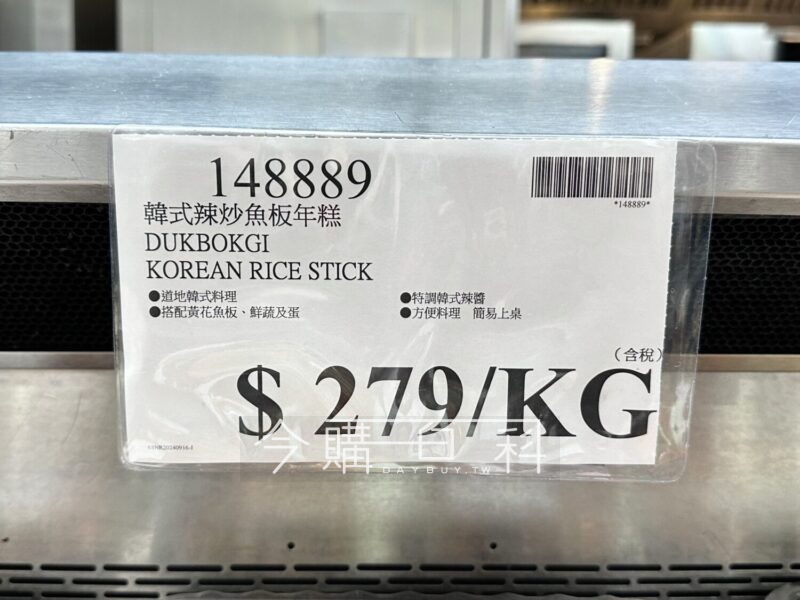 148889
*148889*
韓式辣炒魚板年糕
DUKBOKGI
KOREAN RICE STICK
●道地韓式料理
●特調韓式辣醬
●搭配黃花魚板、鮮蔬及蛋
●方便料理 簡易上桌
(含稅)
$ 279/KG
今購百科
DAYBUY.TW